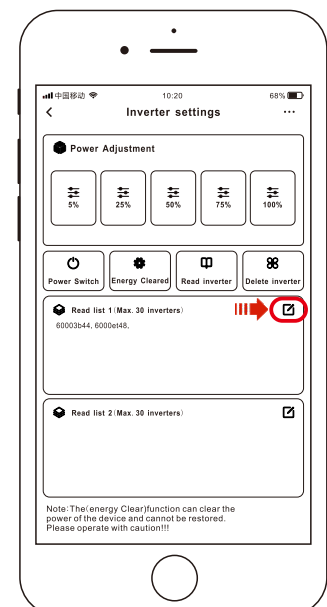 中国移动 10:20 68%
Inverter settings
Power Adjustment
5% 25% 50% 75% 100%
Power Switch Energy Cleared Read inverter Delete inverter
Read list 1(Max. 30 inverters)
60003b44, 6000et48,
Read list 2(Max. 30 inverters)
Note:The(energy Clear)function can clear the
power of the device and cannot be restored.
Please operate with caution!!!